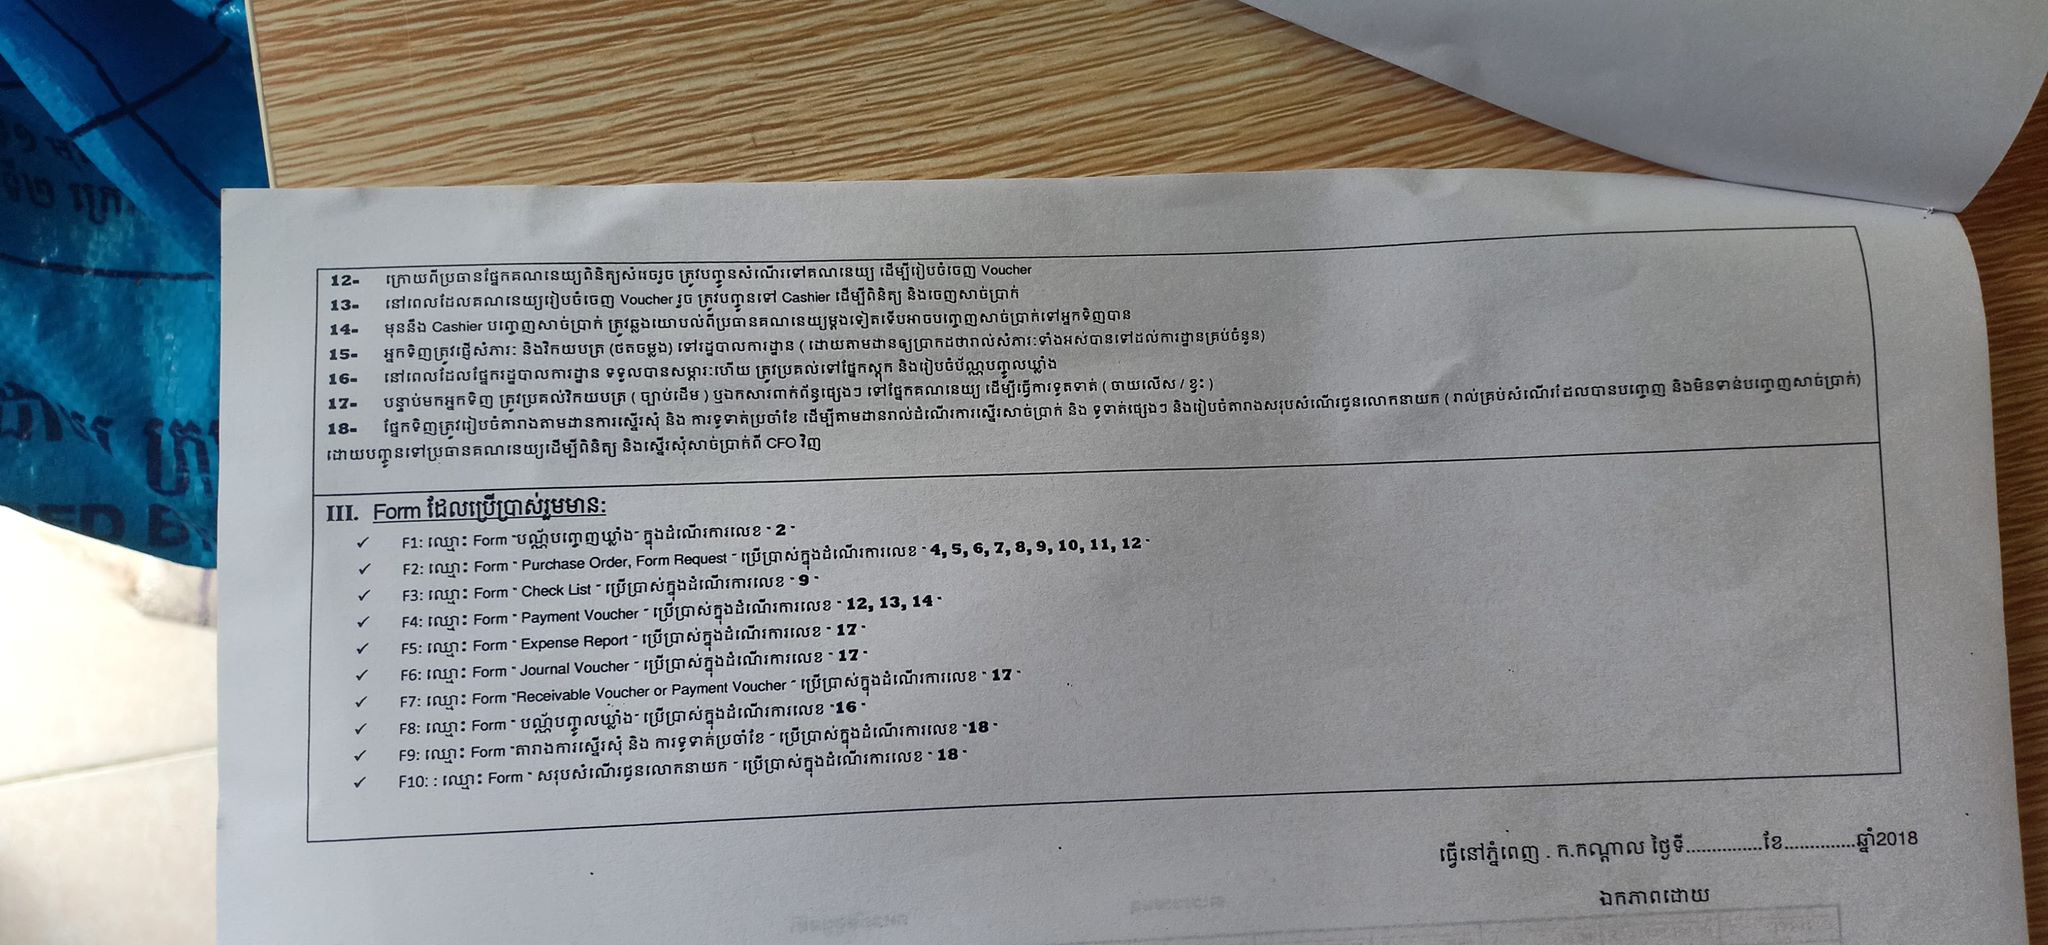 12- ក្រោយពីប្រធានផ្នែកគណនេយ្យពិនិត្យសំរេចរួច ត្រូវបញ្ជូនសំណើរទៅគណនេយ្យ ដើម្បីរៀបចំចេញ Voucher
13- នៅពេលដែលគណនេយ្យរៀបចំចេញ Voucher រួច ត្រូវបញ្ជូនទៅ Cashier ដើម្បីពិនិត្យ និងចេញសាច់ប្រាក់
14- មុននឹង Cashier បញ្ចេញសាច់ប្រាក់ ត្រូវឆ្លងយោបល់ពីប្រធានគណនេយ្យម្តងទៀតទើបអាចបញ្ចេញសាច់ប្រាក់ទៅអ្នកទិញបាន
15- អ្នកទិញត្រូវផ្ញើសំភារៈ និងវិកយបត្រ (ថតចម្លង) ទៅរដ្ឋបាលការដ្ឋាន ( ដោយតាមដានឲ្យប្រាកដថារាល់សំភារៈទាំងអស់បានទៅដល់ការដ្ឋានគ្រប់ចំនួន)
16- នៅពេលដែលផ្នែករដ្ឋបាលការដ្ឋាន ទទួលបានសម្ភារៈហើយ ត្រូវប្រគល់ទៅផ្នែកស្តុក និងរៀបចំប័ណ្ណបញ្ចូលឃ្លាំង
17- បន្ទាប់មកអ្នកទិញ ត្រូវប្រគល់វិកយបត្រ ( ច្បាប់ដើម ) ឬឯកសារពាក់ព័ន្ធផ្សេងៗ ទៅផ្នែកគណនេយ្យ ដើម្បីធ្វើការទូតទាត់ ( ចាយលើស / ខ្វះ )
18- ផ្នែកទិញត្រូវរៀបចំតារាងតាមដានការស្នើរសុំ និង ការទូទាត់ប្រចាំខែ ដើម្បីតាមដានរាល់ដំណើរការស្នើរសាច់ប្រាក់ និង ទូទាត់ផ្សេងៗ និងរៀបចំតារាងសរុបសំណើរជូនលោកនាយក ( រាល់គ្រប់សំណើរដែលបានបញ្ចេញ និងមិនទាន់បញ្ចេញសាច់ប្រាក់)
ដោយបញ្ជូនទៅប្រធានគណនេយ្យដើម្បីពិនិត្យ និងស្នើរសុំសាច់ប្រាក់ពី CFO វិញ
III. Form ដែលប្រើប្រាស់រួមមាន:
✓ F1: ឈ្មោះ Form "បណ្ណ័បញ្ចេញឃ្លាំង" ក្នុងដំណើរការលេខ " 2 "
✓ F2: ឈ្មោះ Form " Purchase Order, Form Request " ប្រើប្រាស់ក្នុងដំណើរការលេខ " 4, 5, 6, 7, 8, 9, 10, 11, 12 "
✓ F3: ឈ្មោះ Form " Check List " ប្រើប្រាស់ក្នុងដំណើរការលេខ " 9 "
✓ F4: ឈ្មោះ Form " Payment Voucher " ប្រើប្រាស់ក្នុងដំណើរការលេខ " 12, 13, 14 "
✓ F5: ឈ្មោះ Form " Expense Report " ប្រើប្រាស់ក្នុងដំណើរការលេខ " 17 "
✓ F6: ឈ្មោះ Form " Journal Voucher " ប្រើប្រាស់ក្នុងដំណើរការលេខ " 17 "
✓ F7: ឈ្មោះ Form "Receivable Voucher or Payment Voucher " ប្រើប្រាស់ក្នុងដំណើរការលេខ " 17 "
✓ F8: ឈ្មោះ Form " បណ្ណ័បញ្ចូលឃ្លាំង" ប្រើប្រាស់ក្នុងដំណើរការលេខ "16 "
✓ F9: ឈ្មោះ Form "តារាងការស្នើរសុំ និង ការទូទាត់ប្រចាំខែ " ប្រើប្រាស់ក្នុងដំណើរការលេខ "18 "
✓ F10: : ឈ្មោះ Form " សរុបសំណើរជូនលោកនាយក " ប្រើប្រាស់ក្នុងដំណើរការលេខ " 18 "
ធ្វើនៅភ្នំពេញ . ក.កណ្តាល ថ្ងៃទី...............ខែ..............ឆ្នាំ2018
ឯកភាពដោយ